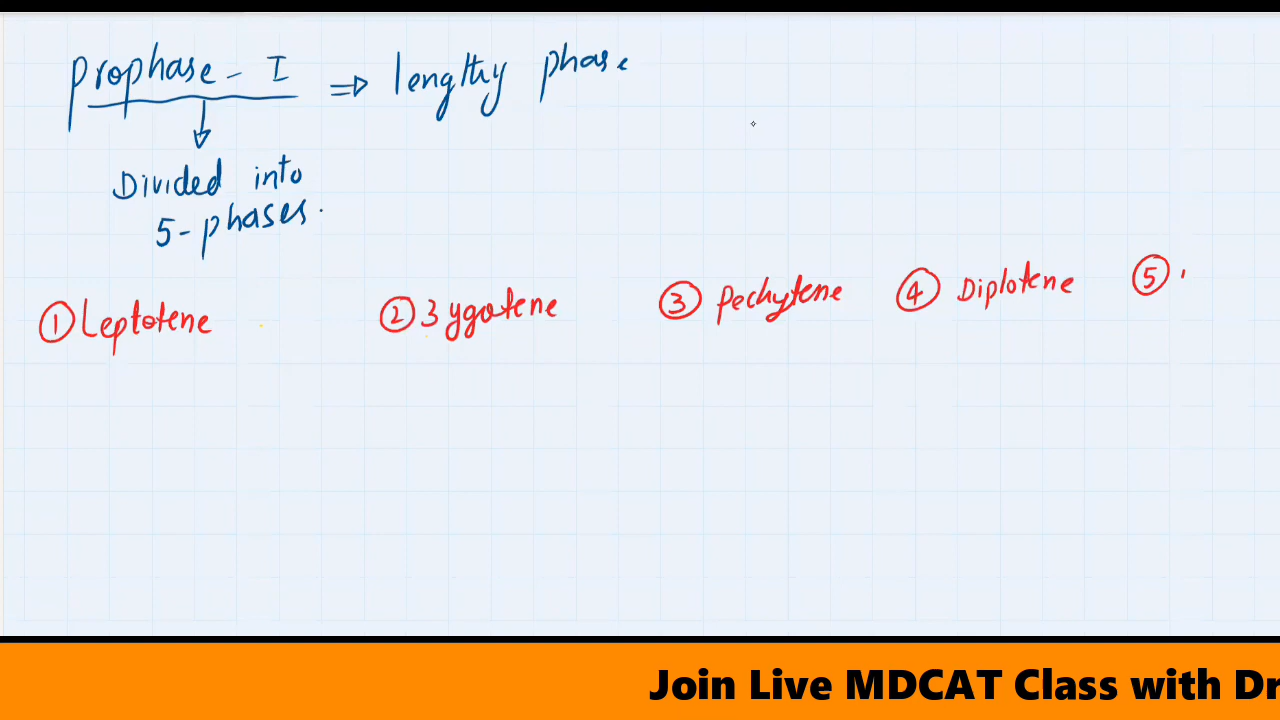 Prophase - I ⇒ lengthy phase
Divided into
5 - phases.
① Leptotene ② Zygotene ③ Pechytene ④ Diplotene ⑤
Join Live MDCAT Class with Dr